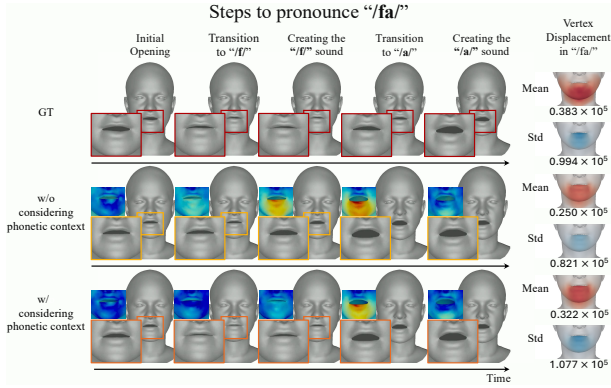 Steps to pronounce “/fa/”
Initial
Opening
Transition
to “/f/”
Creating the
“/f/” sound
Transition
to “/a/”
Creating the
“/a/” sound
Vertex
Displacement
in “/fa/”
GT
Mean
0.383 × 10⁵
Std
0.994 × 10⁵
w/o
considering
phonetic context
Mean
0.250 × 10⁵
Std
0.821 × 10⁵
w/
considering
phonetic context
Mean
0.322 × 10⁵
Std
1.077 × 10⁵
Time